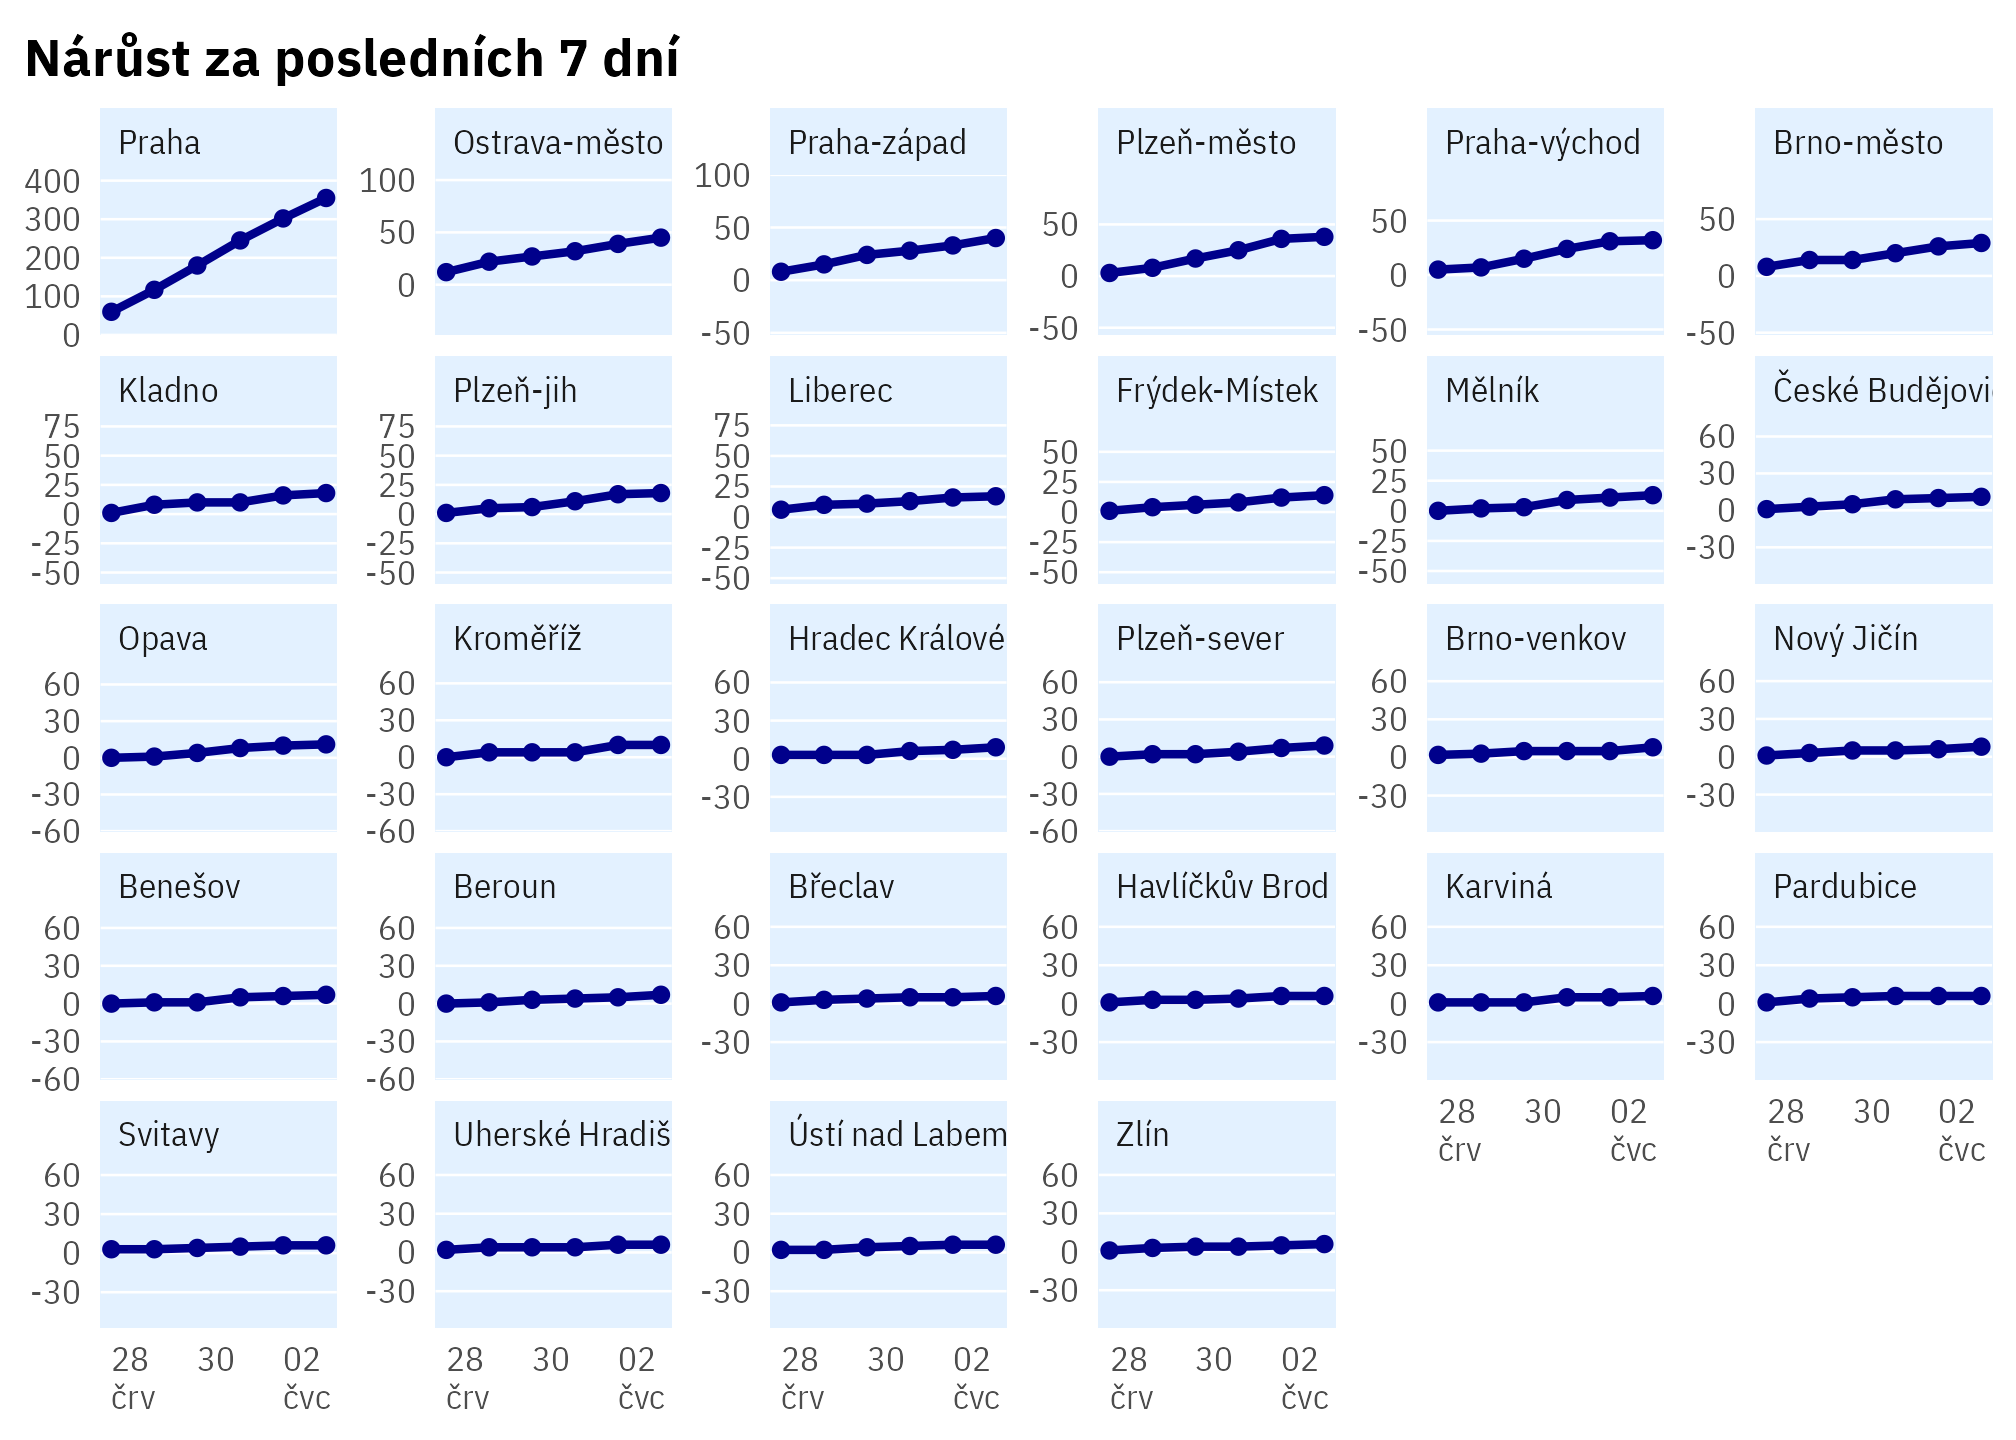 Nárůst za posledních 7 dní
Praha
400
300
200
100
0
Ostrava-město
100
50
0
Praha-západ
100
50
0
-50
Plzeň-město
50
0
-50
Praha-východ
50
0
-50
Brno-město
50
0
-50
Kladno
75
50
25
0
-25
-50
Plzeň-jih
75
50
25
0
-25
-50
Liberec
75
50
25
0
-25
-50
Frýdek-Místek
50
25
0
-25
-50
Mělník
50
25
0
-25
-50
České Budějovi
60
30
0
-30
Opava
60
30
0
-30
-60
Kroměříž
60
30
0
-30
-60
Hradec Králové
60
30
0
-30
Plzeň-sever
60
30
0
-30
-60
Brno-venkov
60
30
0
-30
Nový Jičín
60
30
0
-30
Benešov
60
30
0
-30
-60
Beroun
60
30
0
-30
-60
Břeclav
60
30
0
-30
Havlíčkův Brod
60
30
0
-30
Karviná
60
30
0
-30
28 30 02
črv čvc
Pardubice
60
30
0
-30
28 30 02
črv čvc
Svitavy
60
30
0
-30
28 30 02
črv čvc
Uherské Hradiš
60
30
0
-30
28 30 02
črv čvc
Ústí nad Labem
60
30
0
-30
28 30 02
črv čvc
Zlín
60
30
0
-30
28 30 02
črv čvc